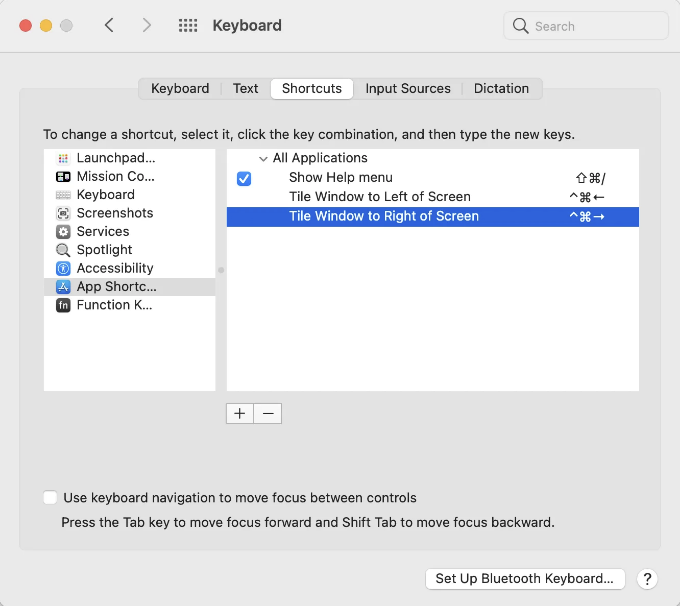 Keyboard
Search
Keyboard Text Shortcuts Input Sources Dictation
To change a shortcut, select it, click the key combination, and then type the new keys.
Launchpad...
Mission Co...
Keyboard
Screenshots
Services
Spotlight
Accessibility
App Shortc...
fn Function K...
All Applications
Show Help menu ⇧⌘/
Tile Window to Left of Screen ^⌘←
Tile Window to Right of Screen ^⌘→
+ −
Use keyboard navigation to move focus between controls
Press the Tab key to move focus forward and Shift Tab to move focus backward.
Set Up Bluetooth Keyboard... ?